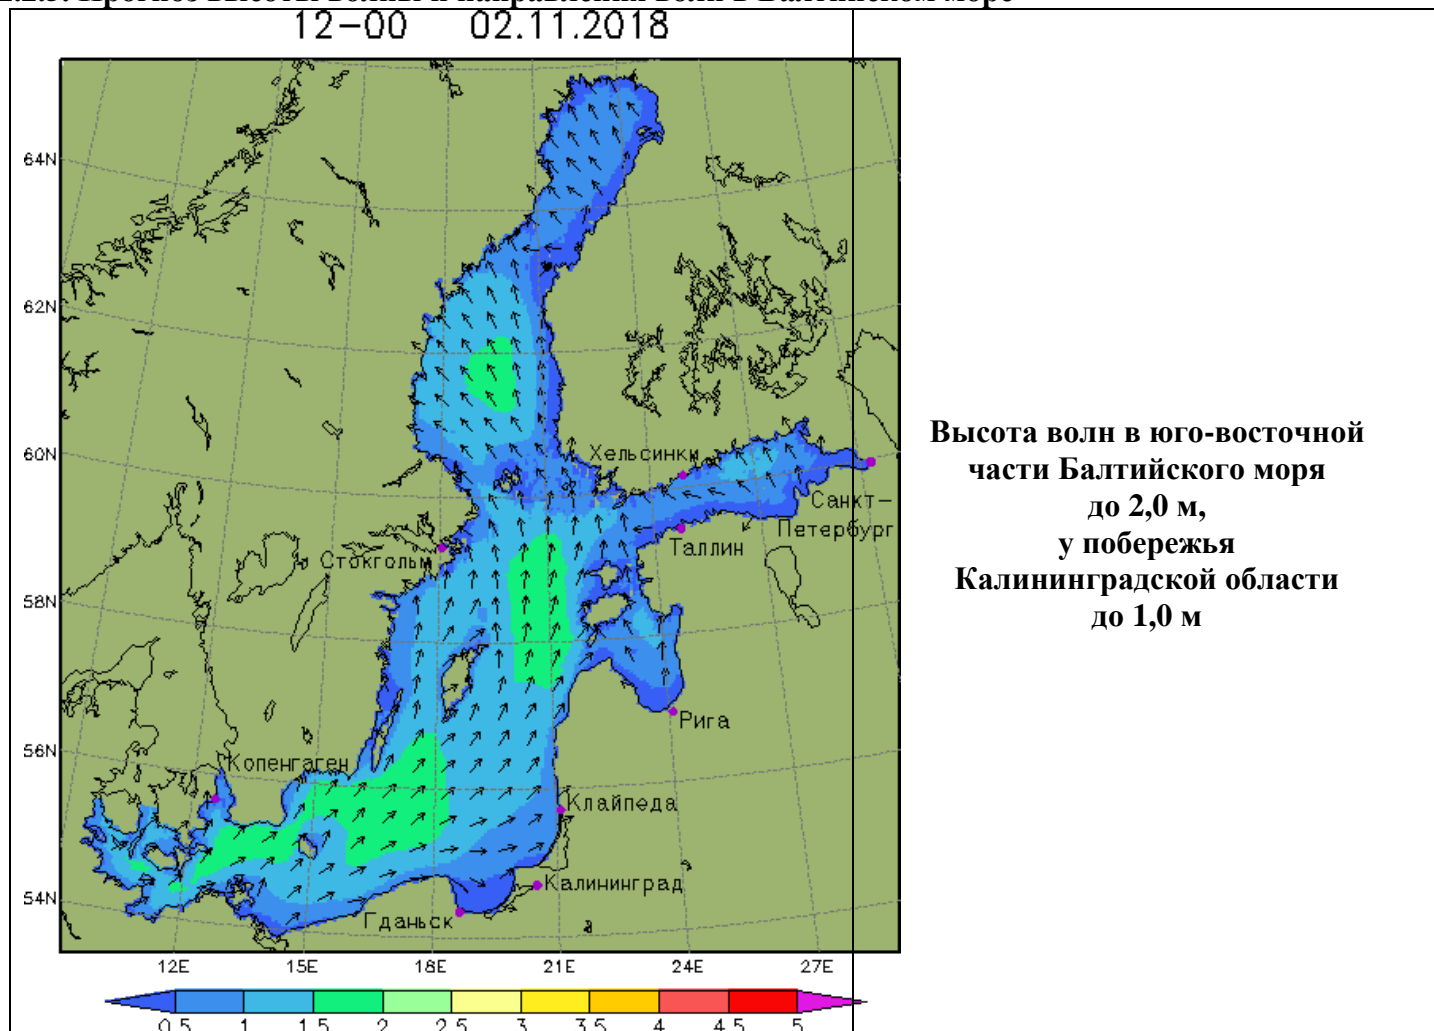 12-00 02.11.2018
64N
62N
60N
58N
56N
54N
Хельсинки
Санкт-
Петербург
Таллин
Стокгольм
Рига
Копенгаген
Клайпеда
Калининград
Гданьск
12E 15E 18E 21E 24E 27E
0.5 1 1.5 2 2.5 3 3.5 4 4.5 5
Высота волн в юго-восточной
части Балтийского моря
до 2,0 м,
у побережья
Калининградской области
до 1,0 м